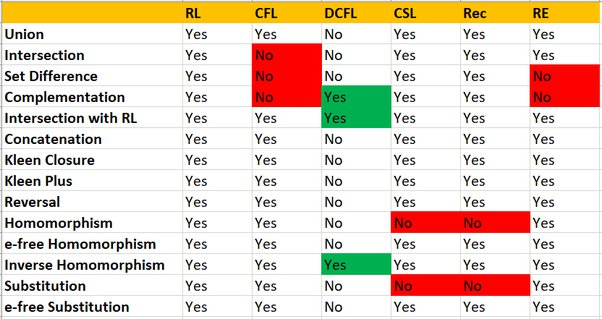 RL CFL DCFL CSL Rec RE
Union Yes Yes No Yes Yes Yes
Intersection Yes No No Yes Yes Yes
Set Difference Yes No No Yes Yes No
Complementation Yes No Yes Yes Yes No
Intersection with RL Yes Yes Yes Yes Yes Yes
Concatenation Yes Yes No Yes Yes Yes
Kleen Closure Yes Yes No Yes Yes Yes
Kleen Plus Yes Yes No Yes Yes Yes
Reversal Yes Yes No Yes Yes Yes
Homomorphism Yes Yes No No No Yes
e-free Homomorphism Yes Yes No Yes Yes Yes
Inverse Homomorphism Yes Yes Yes Yes Yes Yes
Substitution Yes Yes No No No Yes
e-free Substitution Yes Yes No Yes Yes Yes